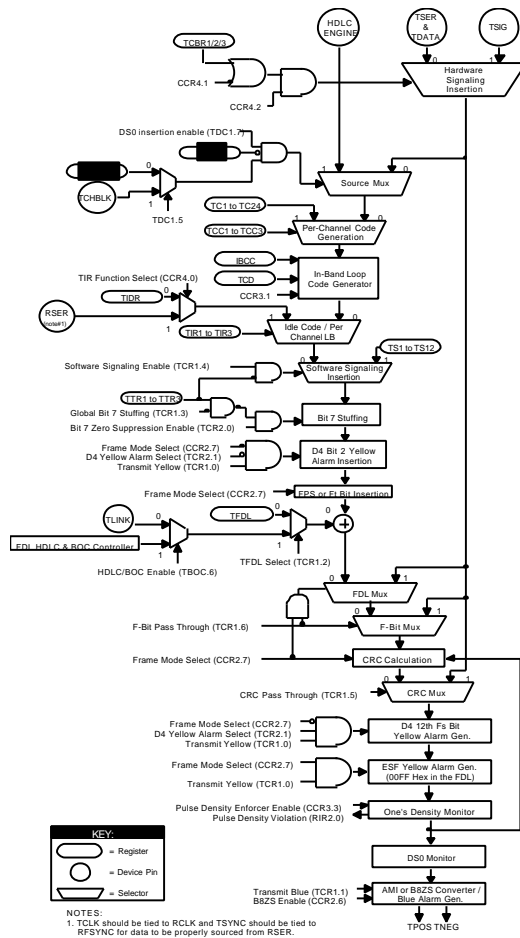 HDLC
ENGINE
TSER
&
TDATA
TSIG
TCBR1/2/3
CCR4.1
CCR4.2
0
1
Hardware
Signaling
Insertion
DS0 insertion enable (TDC1.7)
0
TCHBLK
1
TDC1.5
1
0
Source Mux
TC1 to TC24
TCC1 to TCC3
1
0
Per-Channel Code
Generation
IBCC
TCD
CCR3.1
In-Band Loop
Code Generator
TIR Function Select (CCR4.0)
TIDR
0
RSER
(note#1)
1
TIR1 to TIR3
1
0
Idle Code / Per
Channel LB
TS1 to TS12
Software Signaling Enable (TCR1.4)
0
1
Software Signaling
Insertion
TTR1 to TTR3
Global Bit 7 Stuffing (TCR1.3)
Bit 7 Zero Suppression Enable (TCR2.0)
Bit 7 Stuffing
Frame Mode Select (CCR2.7)
D4 Yellow Alarm Select (TCR2.1)
Transmit Yellow (TCR1.0)
D4 Bit 2 Yellow
Alarm Insertion
Frame Mode Select (CCR2.7)
FPS or Ft Bit Insertion
TLINK
0
TFDL
0
FDL HDLC & BOC Controller
1
1
HDLC/BOC Enable (TBOC.6)
TFDL Select (TCR1.2)
0
1
FDL Mux
F-Bit Pass Through (TCR1.6)
0
1
F-Bit Mux
Frame Mode Select (CCR2.7)
CRC Calculation
0
1
CRC Pass Through (TCR1.5)
CRC Mux
Frame Mode Select (CCR2.7)
D4 Yellow Alarm Select (TCR2.1)
Transmit Yellow (TCR1.0)
D4 12th Fs Bit
Yellow Alarm Gen.
Frame Mode Select (CCR2.7)
Transmit Yellow (TCR1.0)
ESF Yellow Alarm Gen.
(00FF Hex in the FDL)
Pulse Density Enforcer Enable (CCR3.3)
Pulse Density Violation (RIR2.0)
One's Density Monitor
DS0 Monitor
Transmit Blue (TCR1.1)
B8ZS Enable (CCR2.6)
AMI or B8ZS Converter /
Blue Alarm Gen.
TPOS TNEG
KEY:
= Register
= Device Pin
= Selector
NOTES:
1. TCLK should be tied to RCLK and TSYNC should be tied to
RFSYNC for data to be properly sourced from RSER.